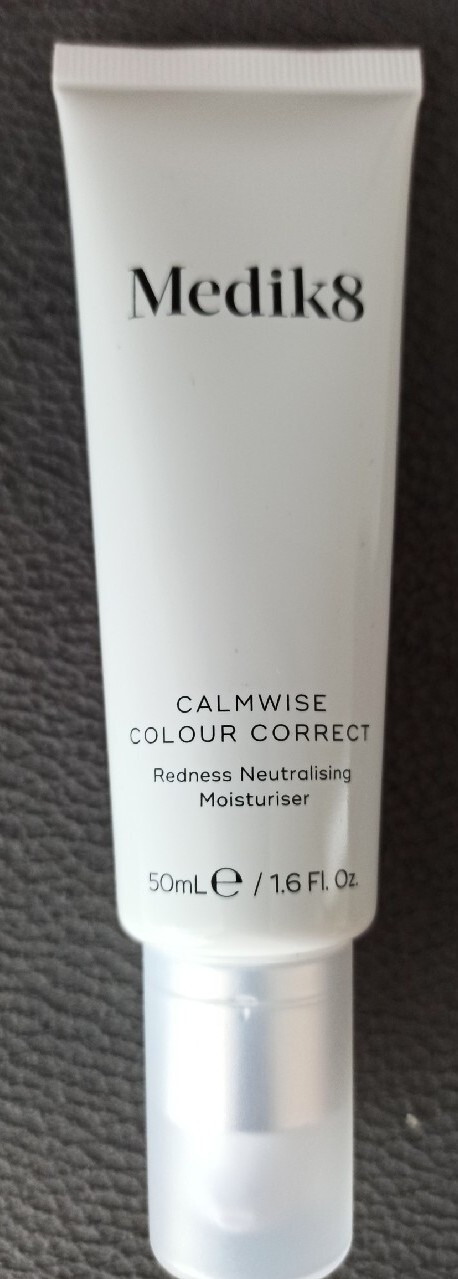 Medik8
CALMWISE
COLOUR CORRECT
Redness Neutralising
Moisturiser
50mL℮ / 1.6 Fl. Oz.